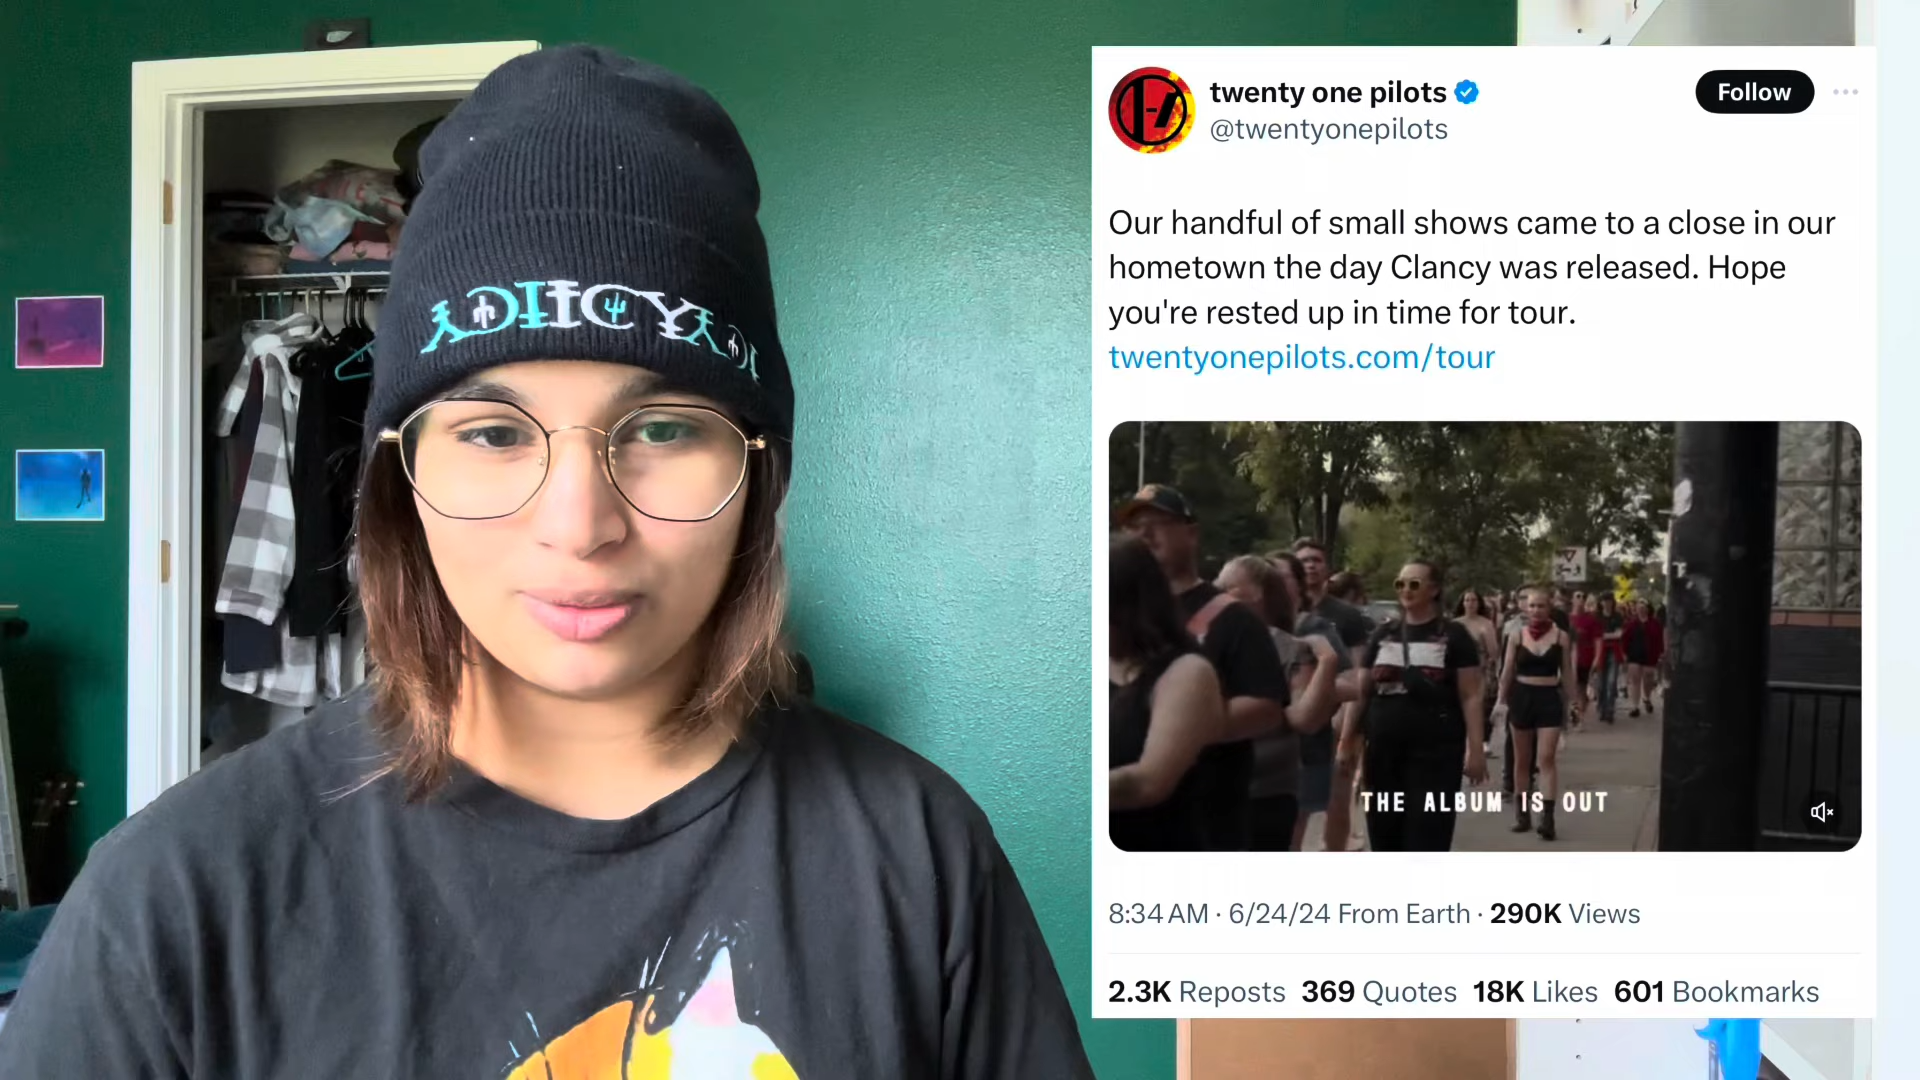 twenty one pilots
Follow
@twentyonepilots
Our handful of small shows came to a close in our
hometown the day Clancy was released. Hope
you're rested up in time for tour.
twentyonepilots.com/tour
THE ALBUM IS OUT
8:34 AM · 6/24/24 From Earth · 290K Views
2.3K Reposts 369 Quotes 18K Likes 601 Bookmarks